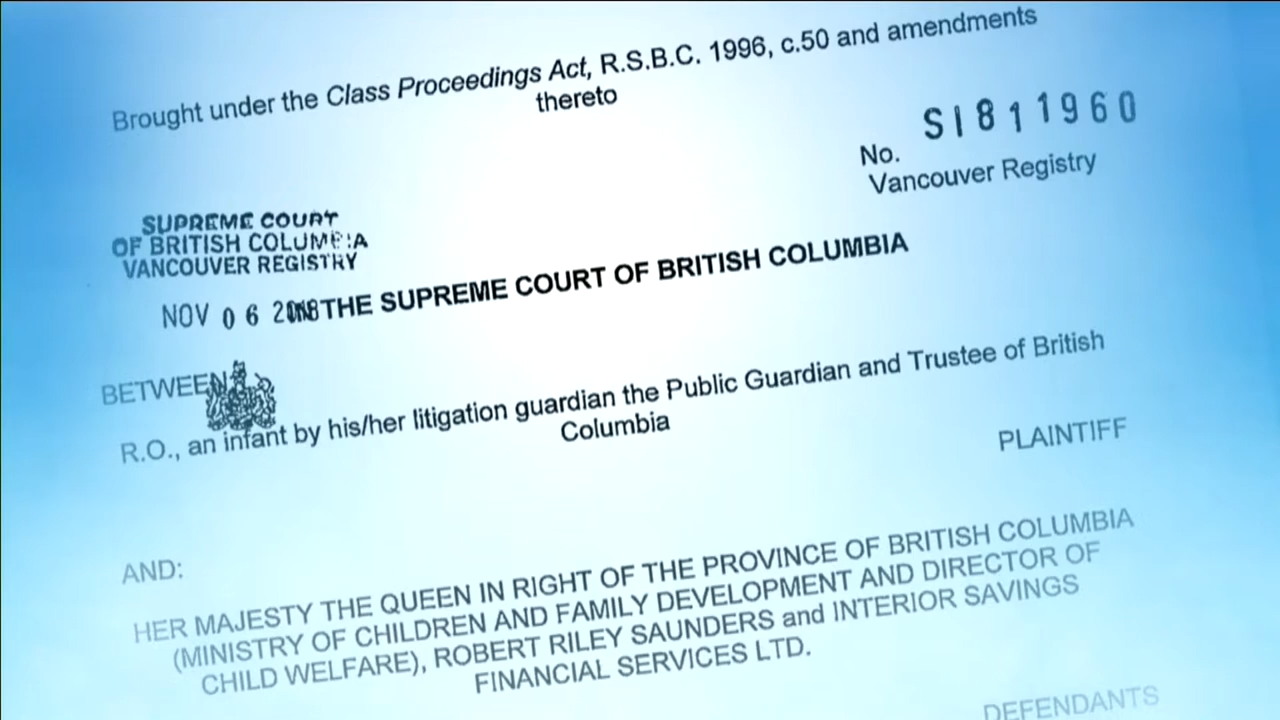 Brought under the Class Proceedings Act, R.S.B.C. 1996, c.50 and amendments
thereto
S1811960
No.
Vancouver Registry
SUPREME COURT
OF BRITISH COLUMBIA
VANCOUVER REGISTRY
NOV 06 2018
IN THE SUPREME COURT OF BRITISH COLUMBIA
BETWEEN
R.O., an infant by his/her litigation guardian the Public Guardian and Trustee of British
Columbia
PLAINTIFF
AND:
HER MAJESTY THE QUEEN IN RIGHT OF THE PROVINCE OF BRITISH COLUMBIA
(MINISTRY OF CHILDREN AND FAMILY DEVELOPMENT AND DIRECTOR OF
CHILD WELFARE), ROBERT RILEY SAUNDERS and INTERIOR SAVINGS
FINANCIAL SERVICES LTD.
DEFENDANTS